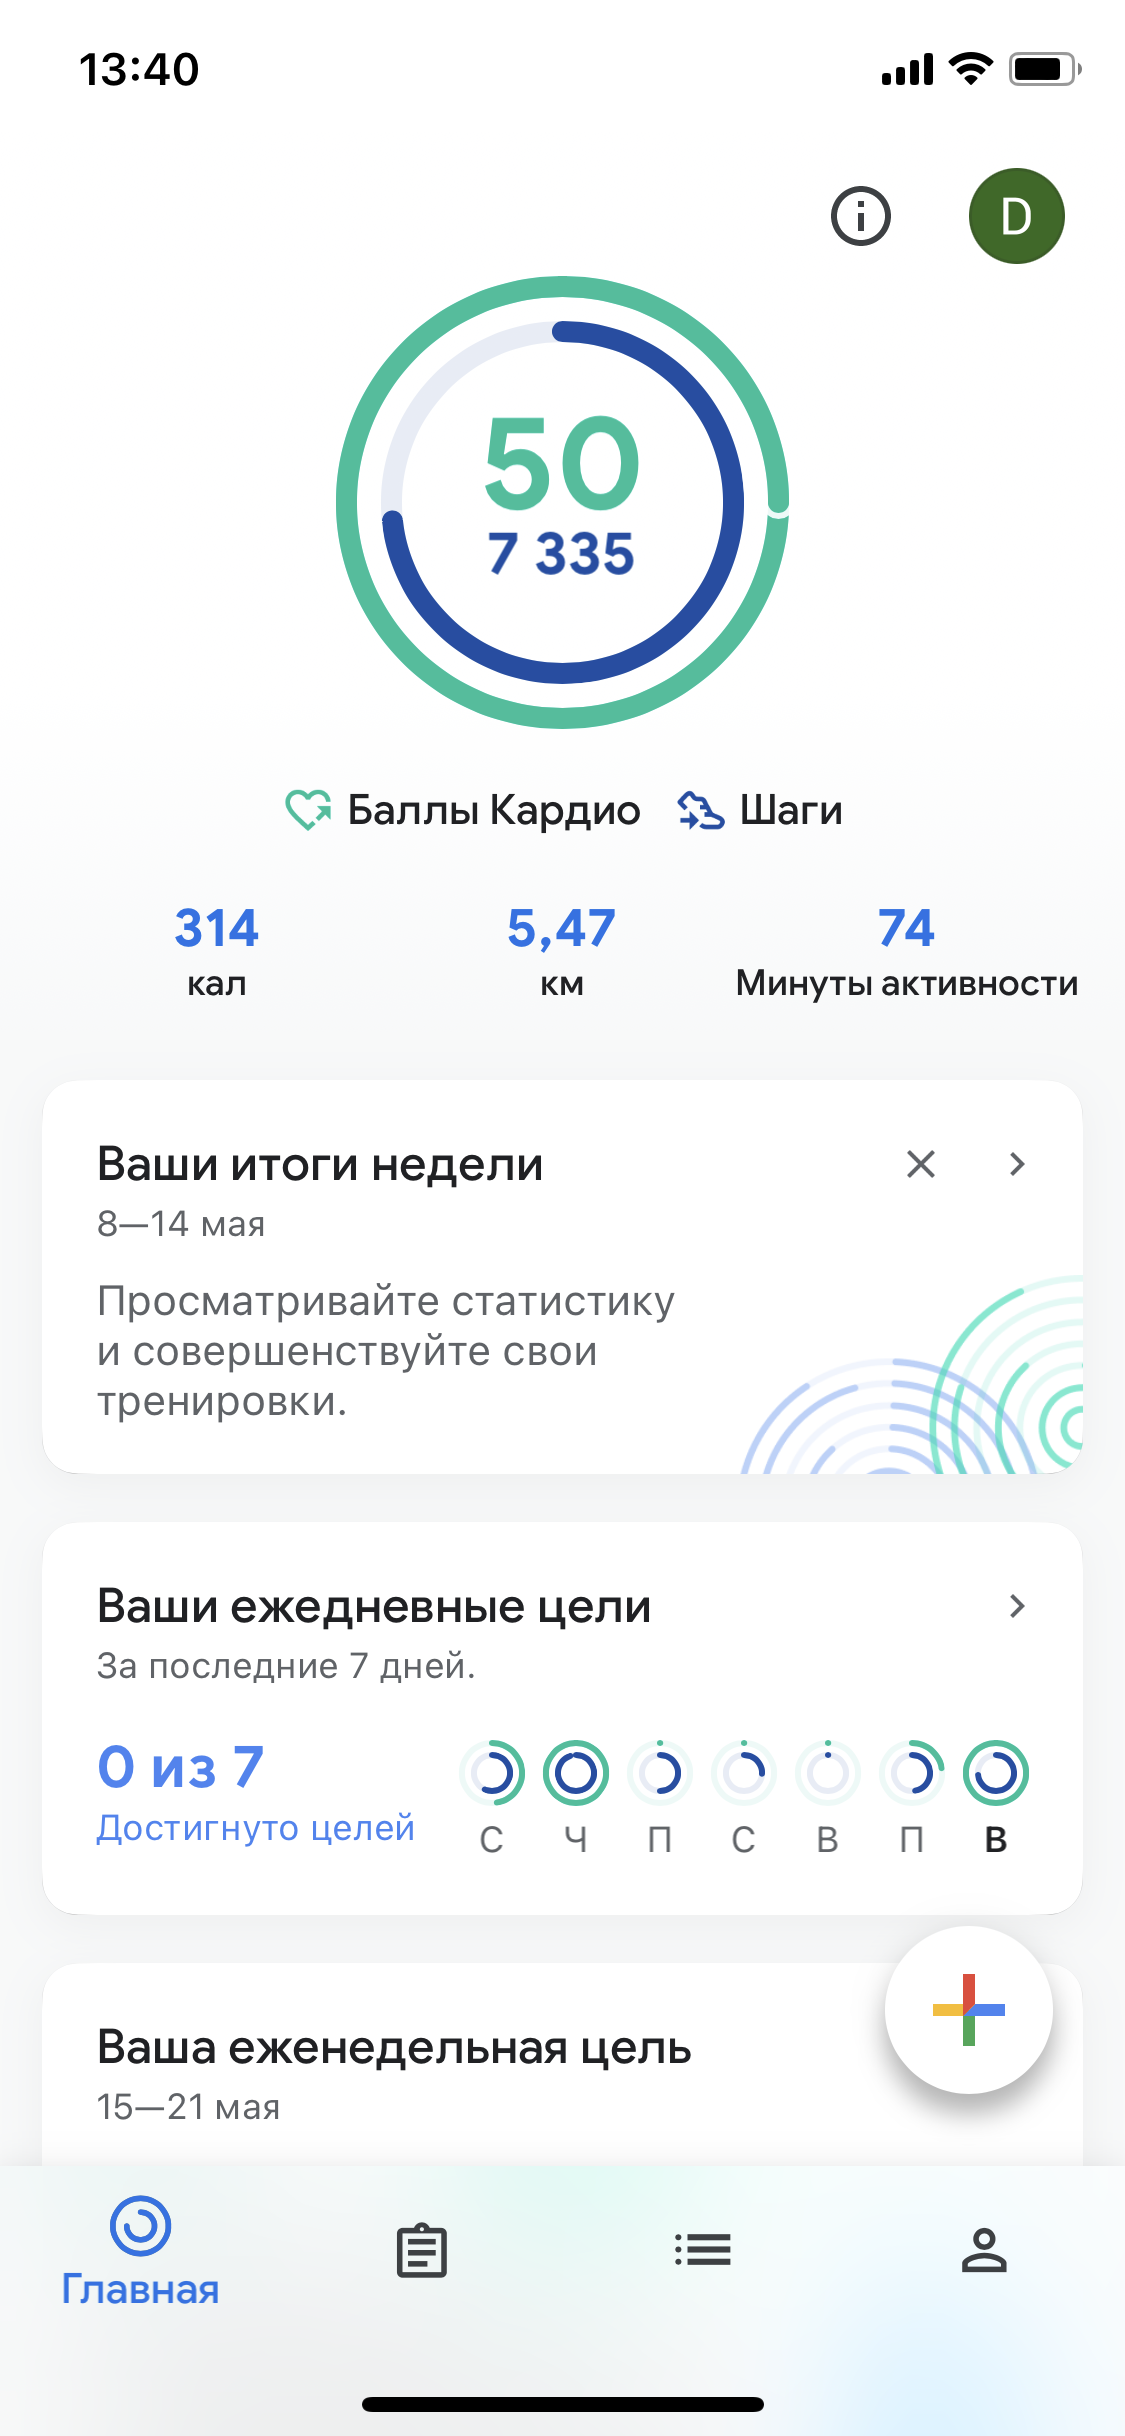 13:40
D
50
7 335
Баллы Кардио Шаги
314 5,47 74
кал км Минуты активности
Ваши итоги недели
8—14 мая
Просматривайте статистику
и совершенствуйте свои
тренировки.
Ваши ежедневные цели
За последние 7 дней.
0 из 7
Достигнуто целей
С Ч П С В П В
Ваша еженедельная цель
15—21 мая
Главная